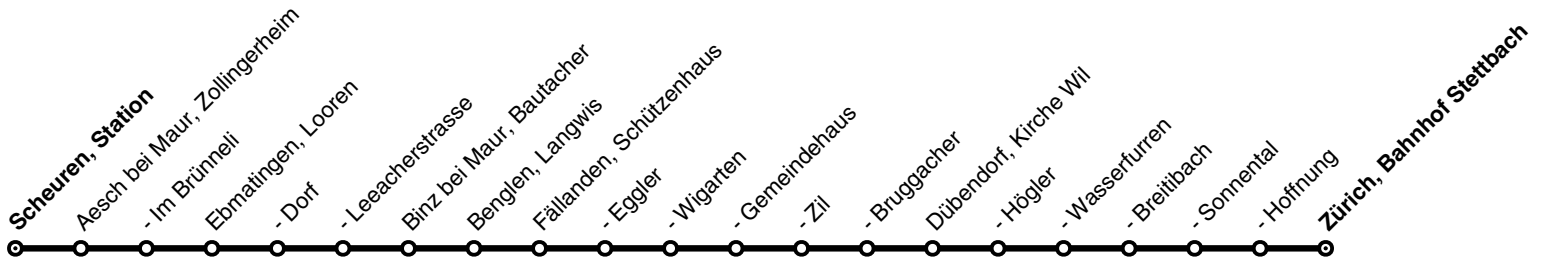 Scheuren, Station
Aesch bei Maur, Zollingerheim
- Im Brünneli
Ebmatingen, Looren
- Dorf
- Leeacherstrasse
Binz bei Maur, Bautacher
Benglen, Langwis
Fällanden, Schützenhaus
- Eggler
- Wigarten
- Gemeindehaus
- Zil
- Bruggacher
Dübendorf, Kirche Wil
- Högler
- Wasserfurren
- Breitibach
- Sonnental
- Hoffnung
Zürich, Bahnhof Stettbach